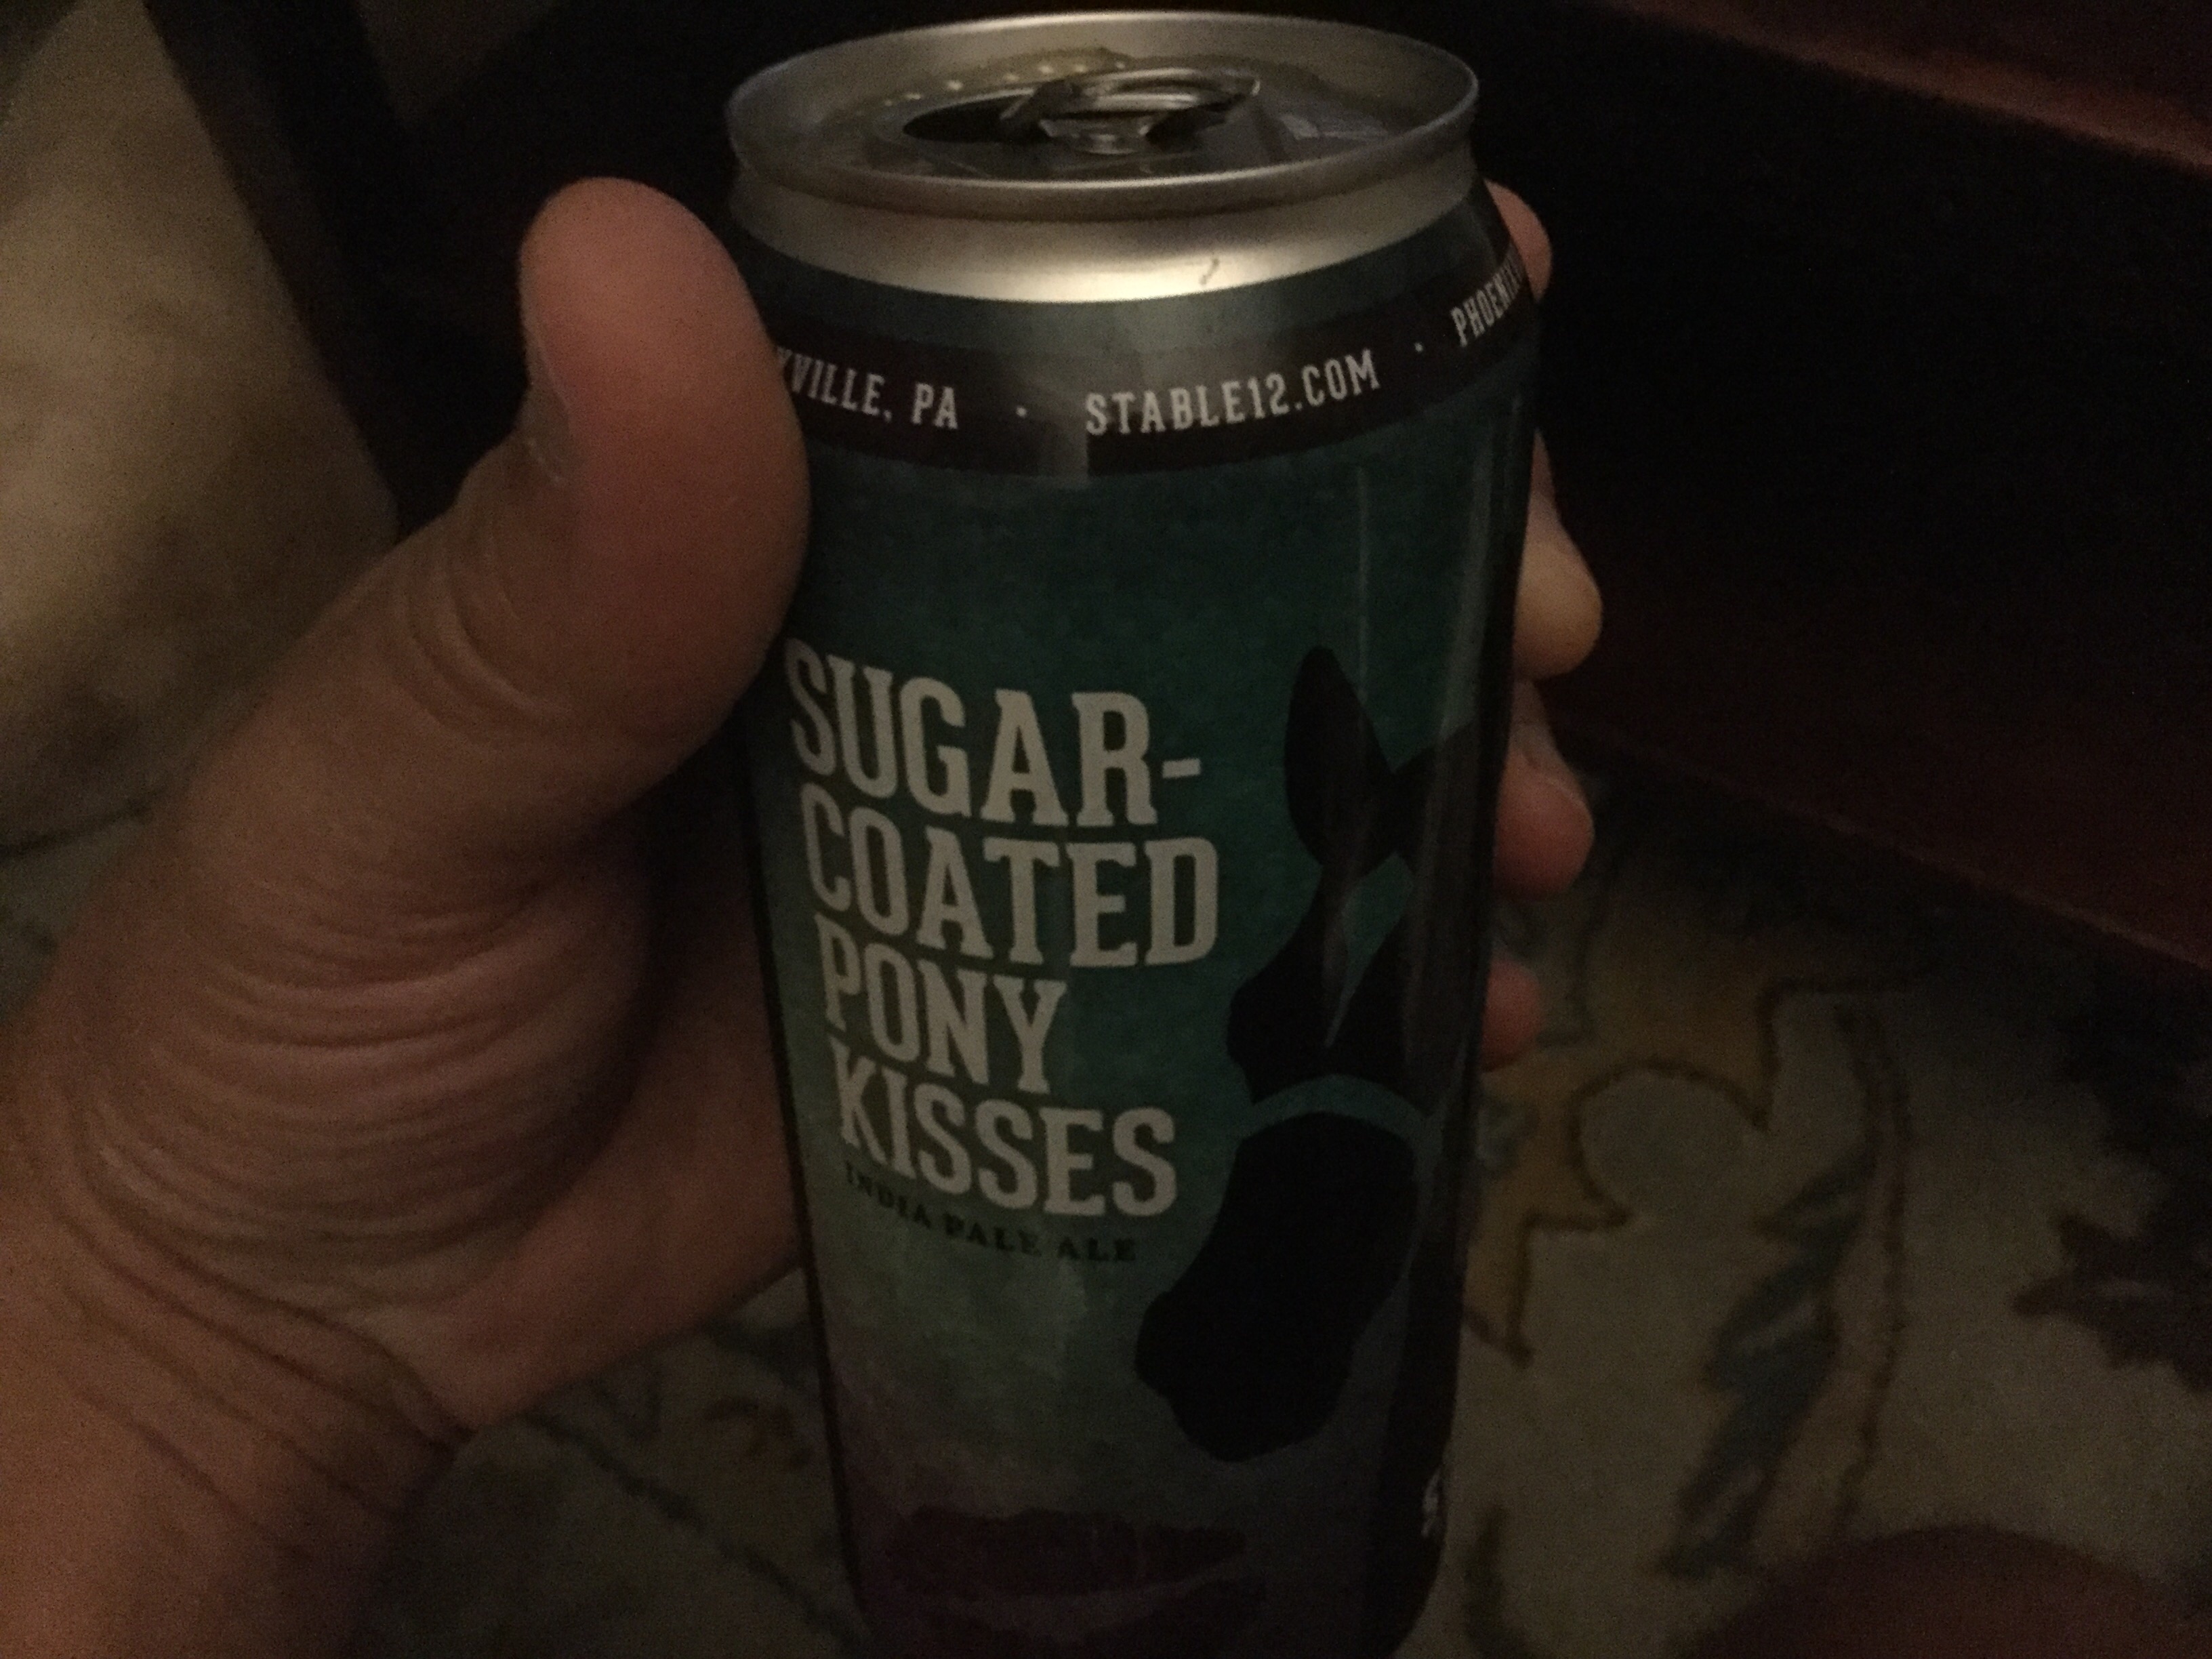 VILLE, PA · STABLE12.COM ·
SUGAR-
COATED
PONY
KISSES
INDIA PALE ALE